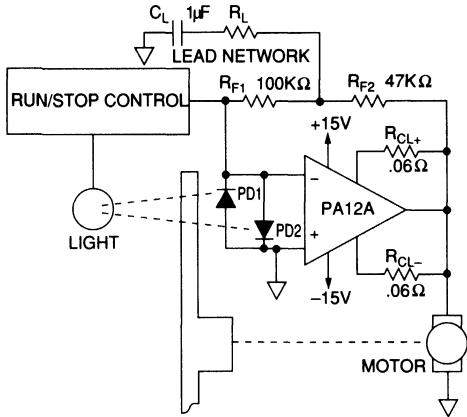 C_L 1µF R_L
LEAD NETWORK
R_F1 100KΩ R_F2 47KΩ
RUN/STOP CONTROL
+15V
R_CL+
.06Ω
PD1
−
PA12A
PD2
+
LIGHT
R_CL−
−15V
.06Ω
MOTOR